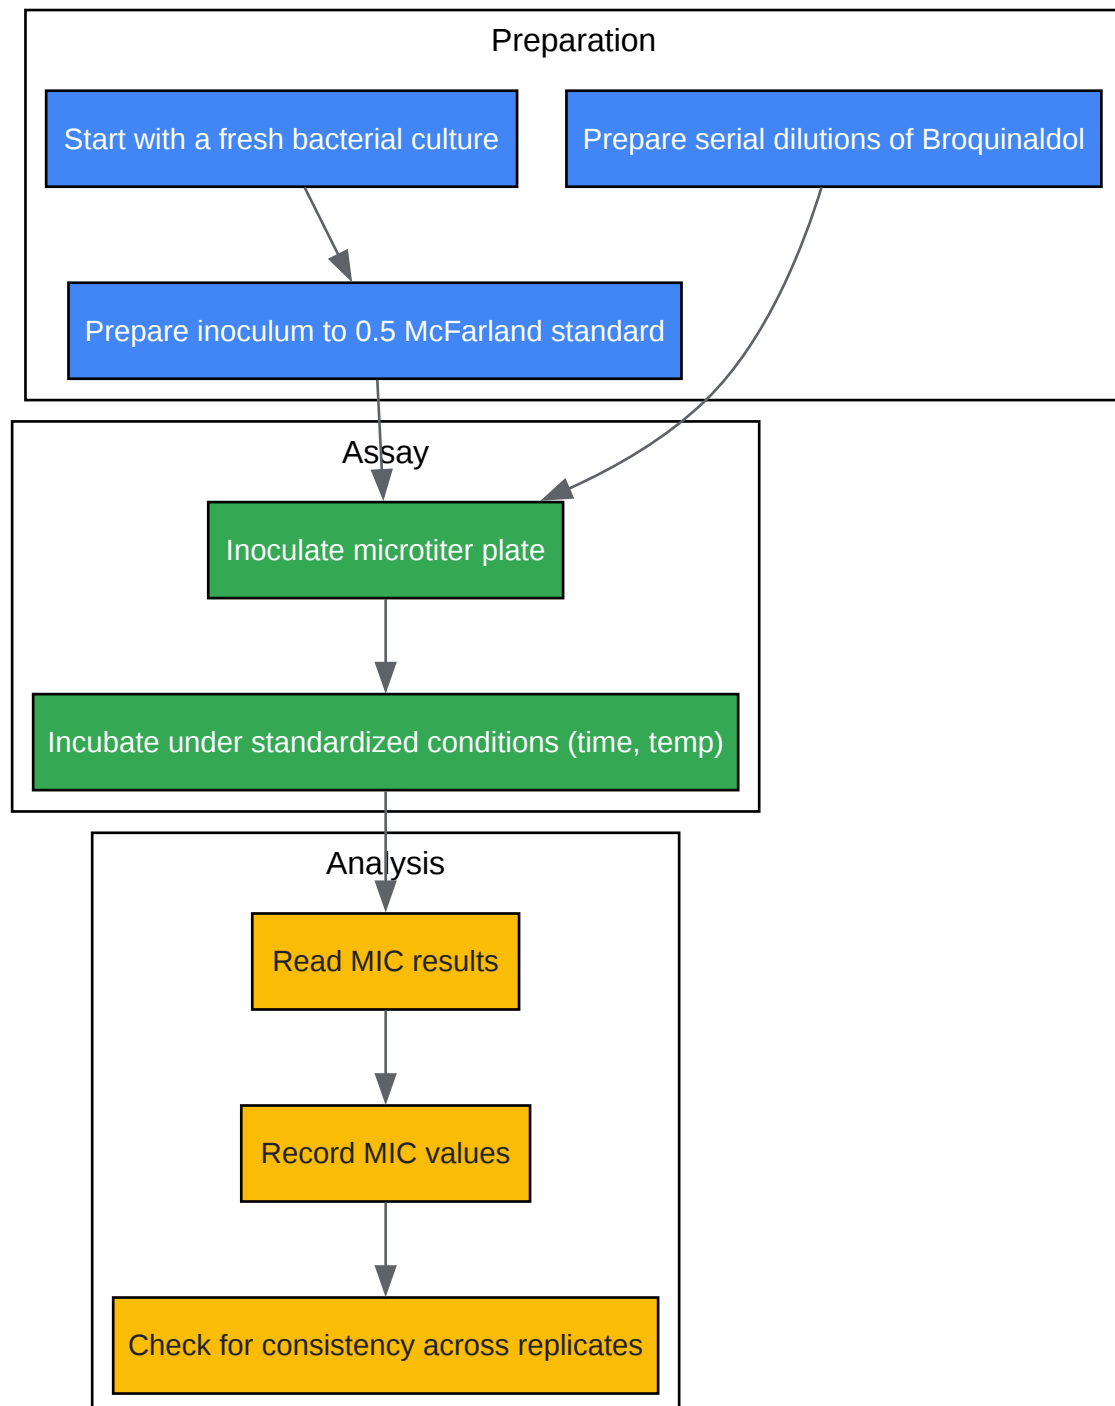 Preparation
Start with a fresh bacterial culture
Prepare serial dilutions of Broquinaldol
Prepare inoculum to 0.5 McFarland standard
Assay
Inoculate microtiter plate
Incubate under standardized conditions (time, temp)
Analysis
Read MIC results
Record MIC values
Check for consistency across replicates